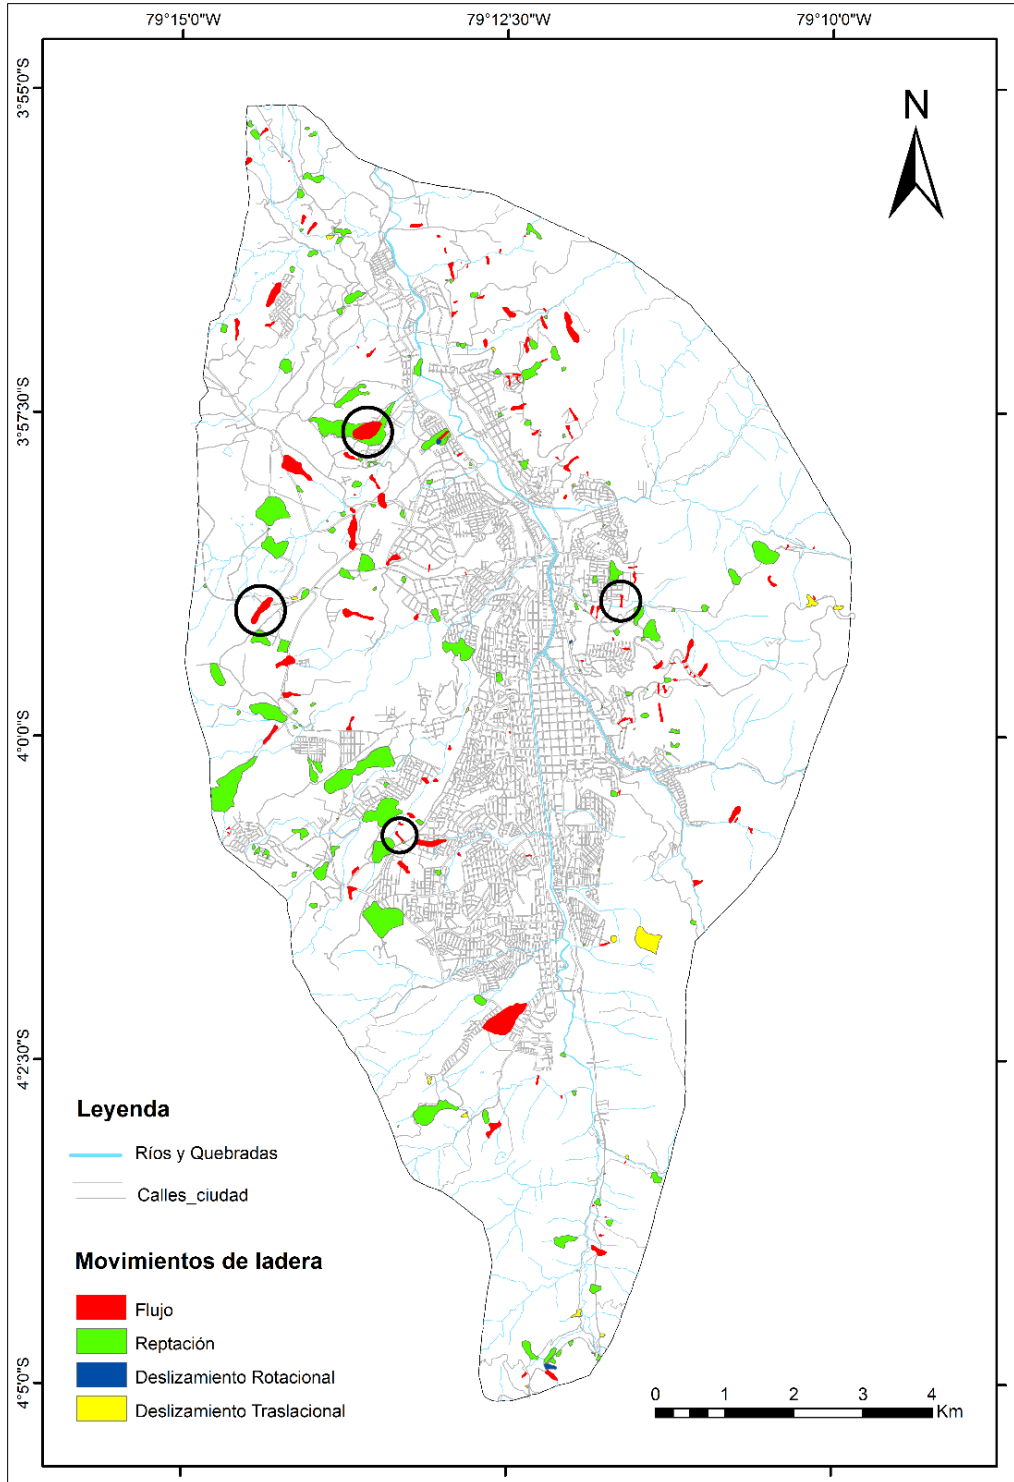 79°15'0"W 79°12'30"W 79°10'0"W
3°55'0"S
N
3°57'30"S
4°0'0"S
4°2'30"S
4°5'0"S
Leyenda
Ríos y Quebradas
Calles_ciudad
Movimientos de ladera
Flujo
Reptación
Deslizamiento Rotacional
Deslizamiento Traslacional
0 1 2 3 4
Km